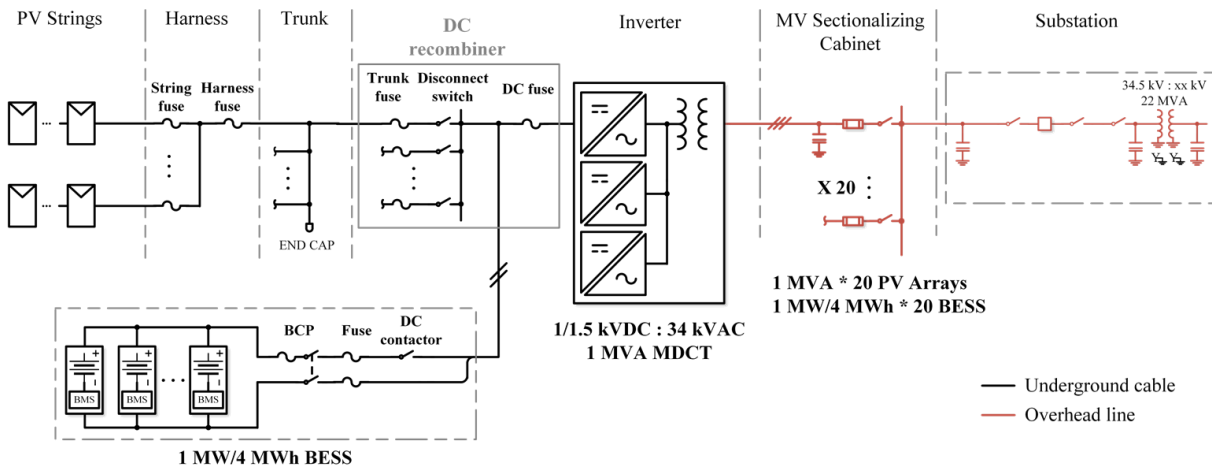 PV Strings
Harness
Trunk
DC
recombiner
Inverter
MV Sectionalizing
Cabinet
Substation
String
fuse
Harness
fuse
Trunk
fuse
Disconnect
switch
DC fuse
34.5 kV : xx kV
22 MVA
X 20
END CAP
1 MVA * 20 PV Arrays
1 MW/4 MWh * 20 BESS
1/1.5 kVDC : 34 kVAC
1 MVA MDCT
BCP
Fuse
DC
contactor
BMS
BMS
BMS
1 MW/4 MWh BESS
Underground cable
Overhead line